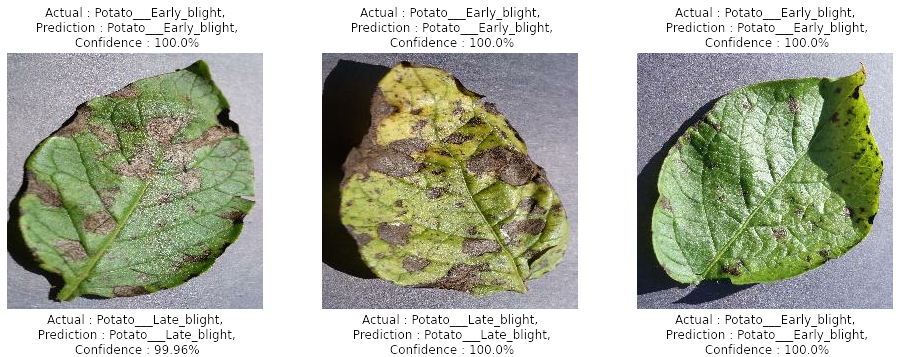 Actual : Potato___Early_blight,
Prediction : Potato___Early_blight,
Confidence : 100.0%
Actual : Potato___Early_blight,
Prediction : Potato___Early_blight,
Confidence : 100.0%
Actual : Potato___Early_blight,
Prediction : Potato___Early_blight,
Confidence : 100.0%
Actual : Potato___Late_blight,
Prediction : Potato___Late_blight,
Confidence : 99.96%
Actual : Potato___Late_blight,
Prediction : Potato___Late_blight,
Confidence : 100.0%
Actual : Potato___Early_blight,
Prediction : Potato___Early_blight,
Confidence : 100.0%